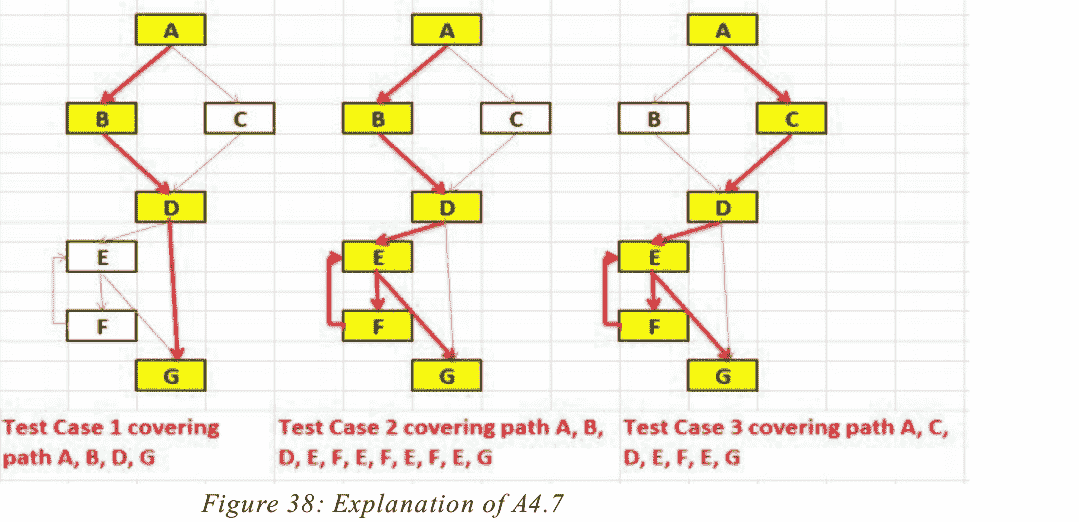 A
B
C
D
E
F
G
Test Case 1 covering
path A, B, D, G
A
B
C
D
E
F
G
Test Case 2 covering path A, B,
D, E, F, E, F, E, F, E, G
A
B
C
D
E
F
G
Test Case 3 covering path A, C,
D, E, F, E, G
Figure 38: Explanation of A4.7